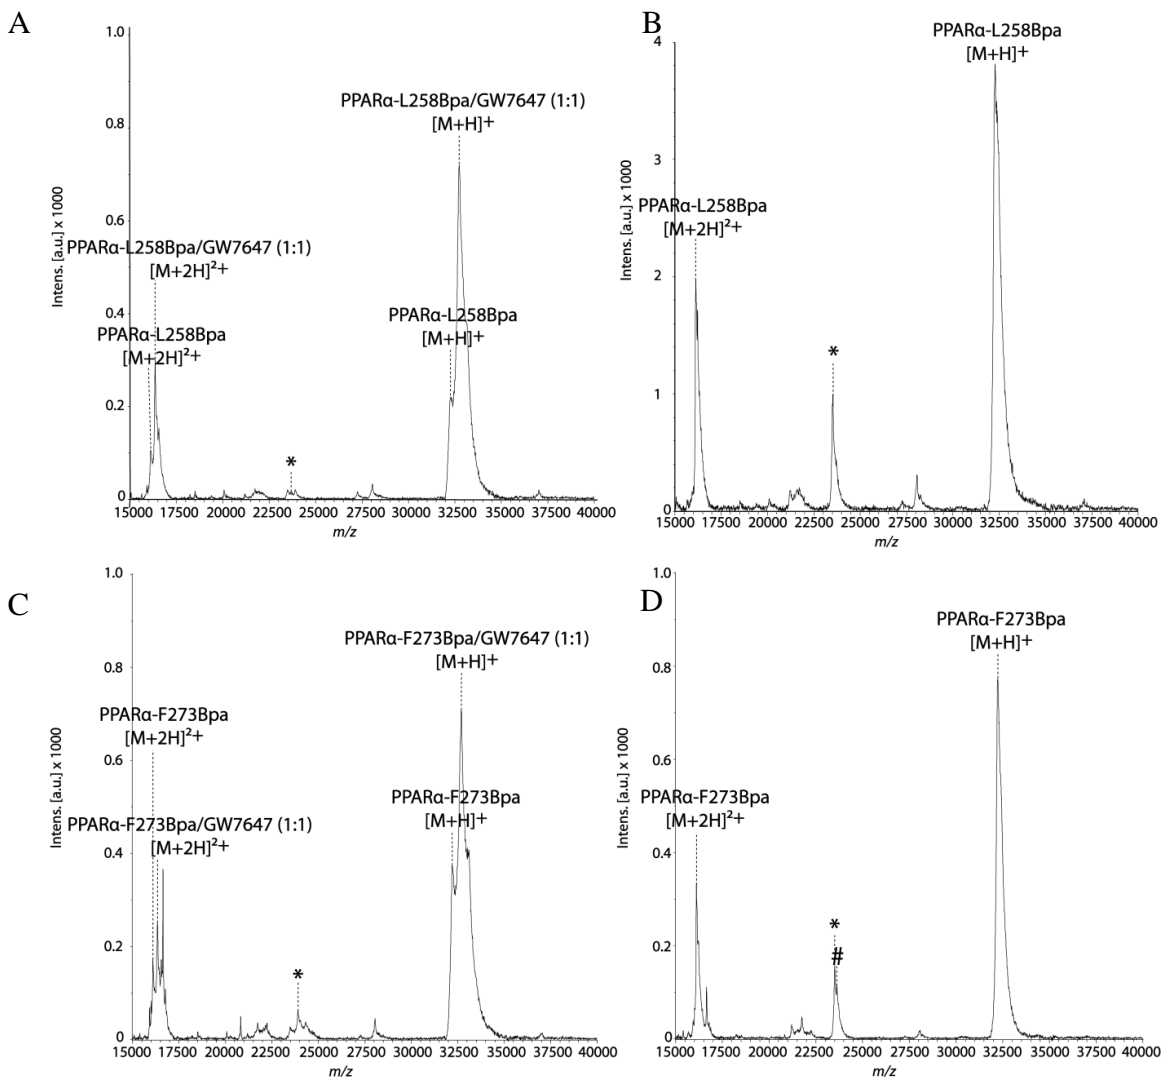 A
1.0
0.8
0.6
0.4
0.2
0
Intens. [a.u.] x 1000
PPARα-L258Bpa/GW7647 (1:1)
[M+H]+
PPARα-L258Bpa/GW7647 (1:1)
[M+2H]²+
PPARα-L258Bpa
[M+2H]²+
PPARα-L258Bpa
[M+H]+
*
15000 17500 20000 22500 25000 27500 30000 32500 35000 37500 40000
m/z
B
4
3
2
1
0
Intens. [a.u.] x 1000
PPARα-L258Bpa
[M+H]+
PPARα-L258Bpa
[M+2H]²+
*
15000 17500 20000 22500 25000 27500 30000 32500 35000 37500 40000
m/z
C
1.0
0.8
0.6
0.4
0.2
0
Intens. [a.u.] x 1000
PPARα-F273Bpa/GW7647 (1:1)
[M+H]+
PPARα-F273Bpa
[M+2H]²+
PPARα-F273Bpa
[M+H]+
PPARα-F273Bpa/GW7647 (1:1)
[M+2H]²+
*
15000 17500 20000 22500 25000 27500 30000 32500 35000 37500 40000
m/z
D
1.0
0.8
0.6
0.4
0.2
0
Intens. [a.u.] x 1000
PPARα-F273Bpa
[M+H]+
PPARα-F273Bpa
[M+2H]²+
*
#
15000 17500 20000 22500 25000 27500 30000 32500 35000 37500 40000
m/z